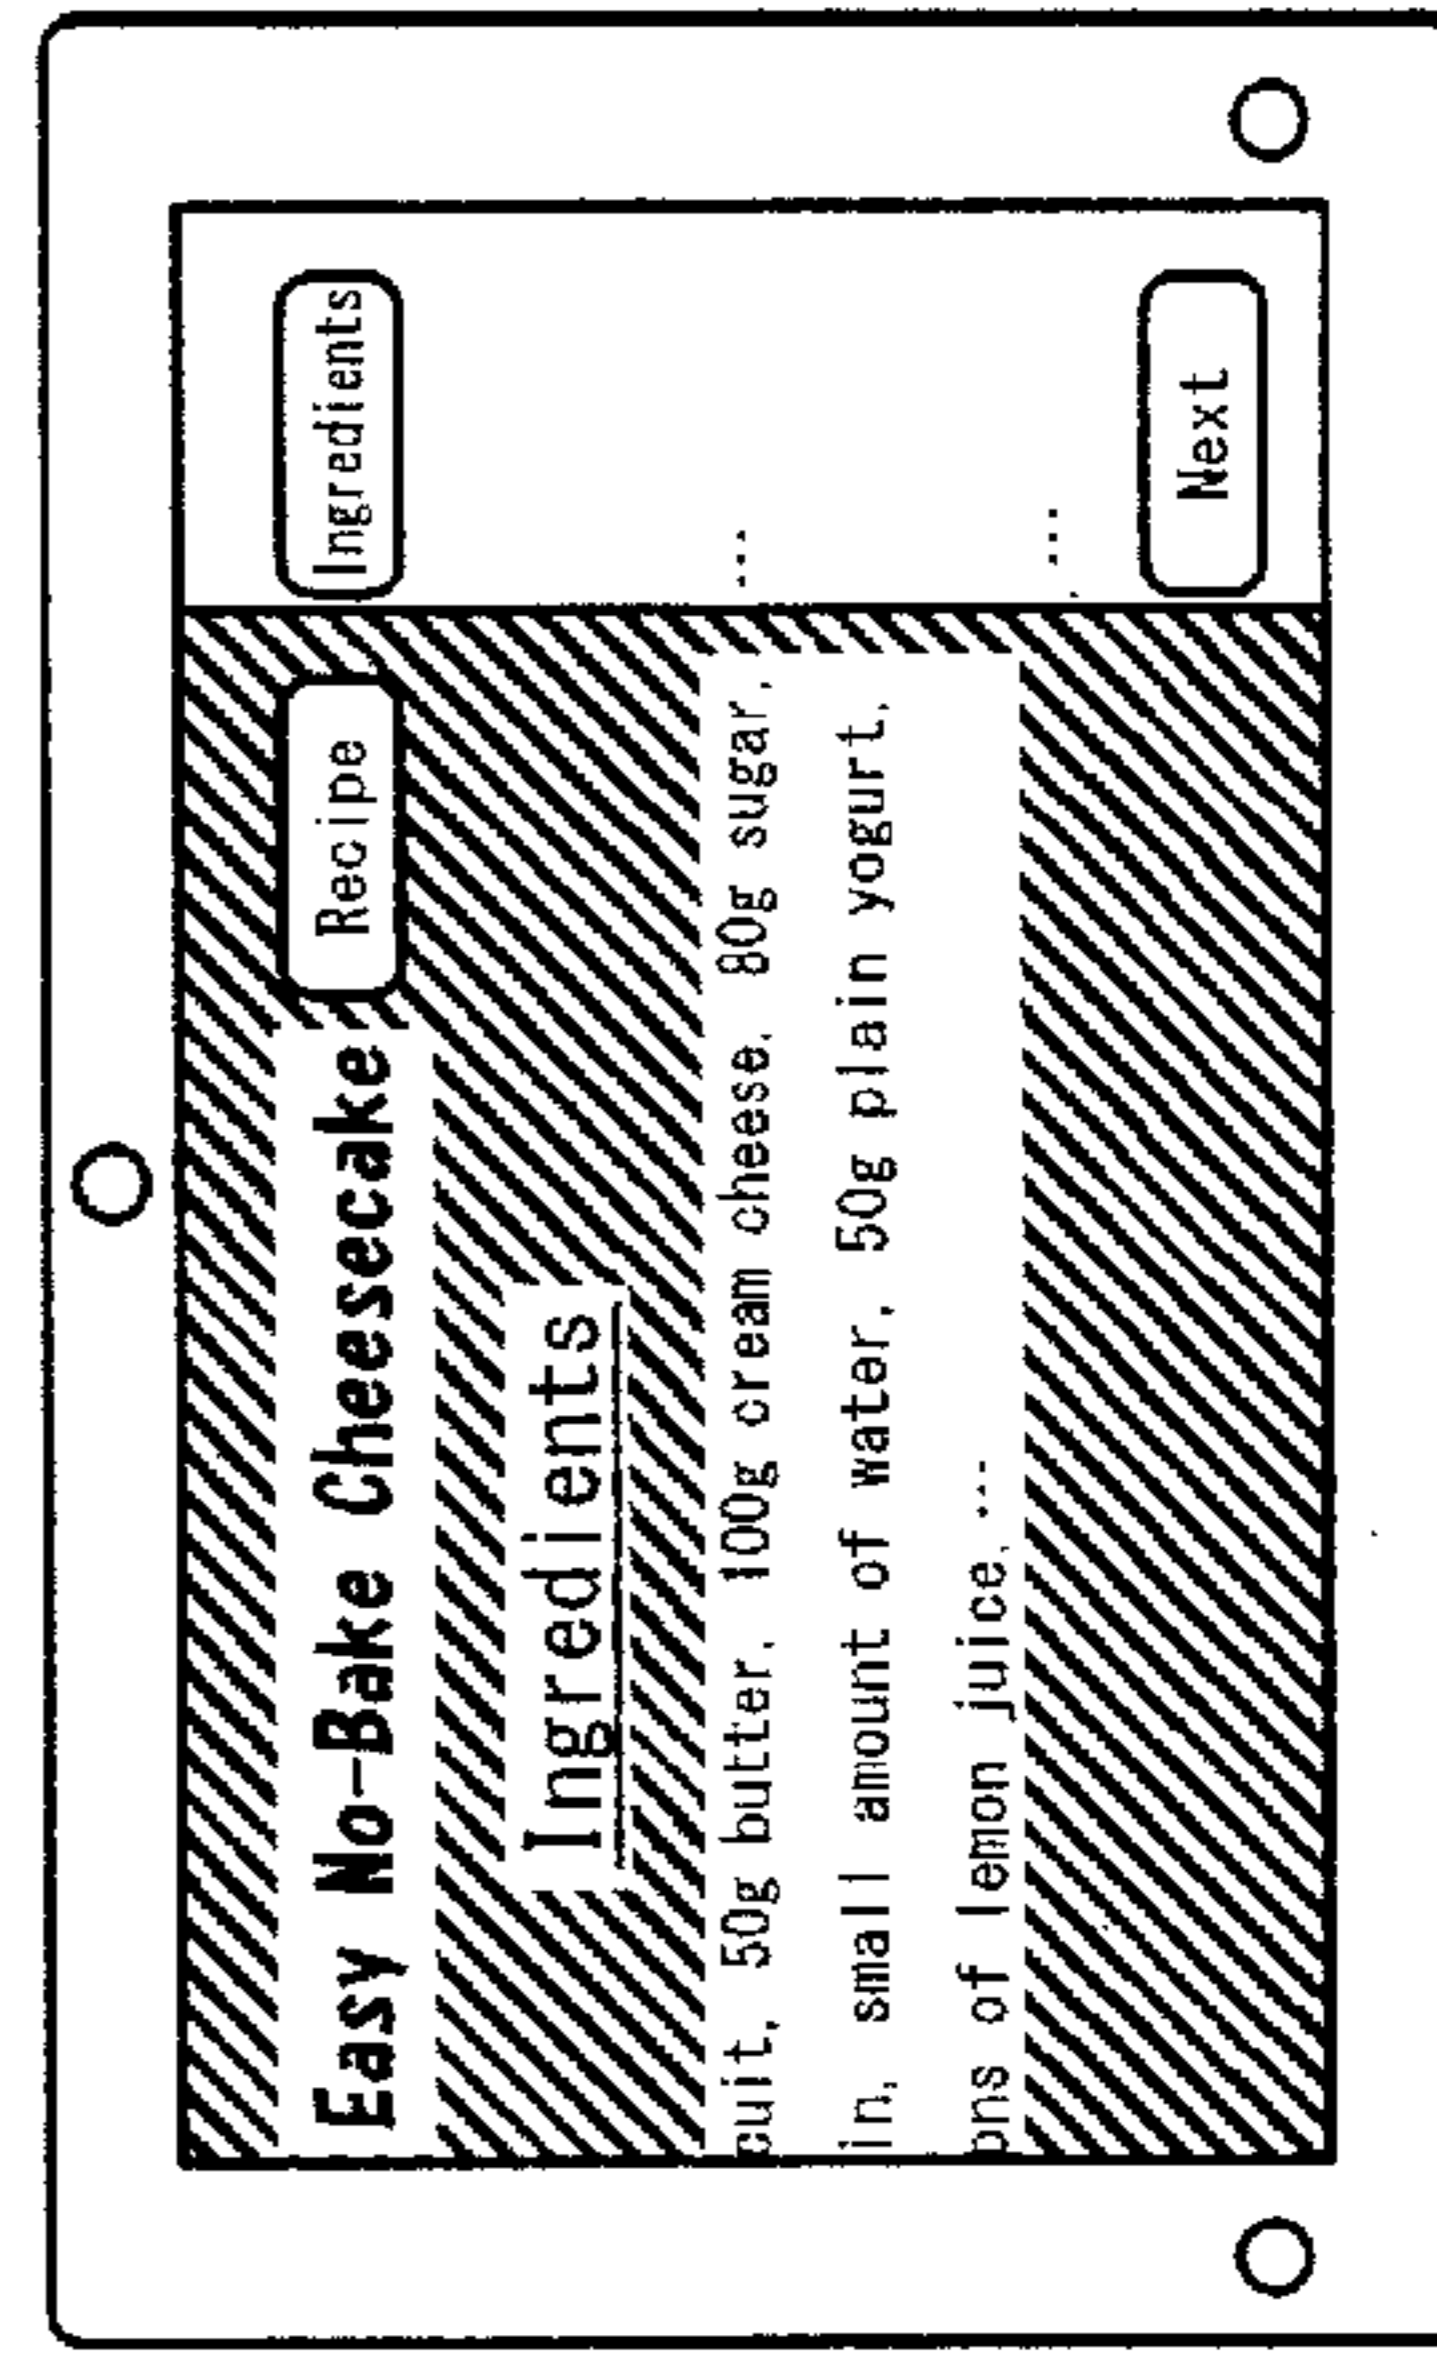 Easy No-Bake Cheesecake
Recipe
Ingredients
Ingredients
cuit, 50g butter, 100g cream cheese, 80g sugar, ...
in, small amount of water, 50g plain yogurt,
ons of lemon juice, ...
...
Next